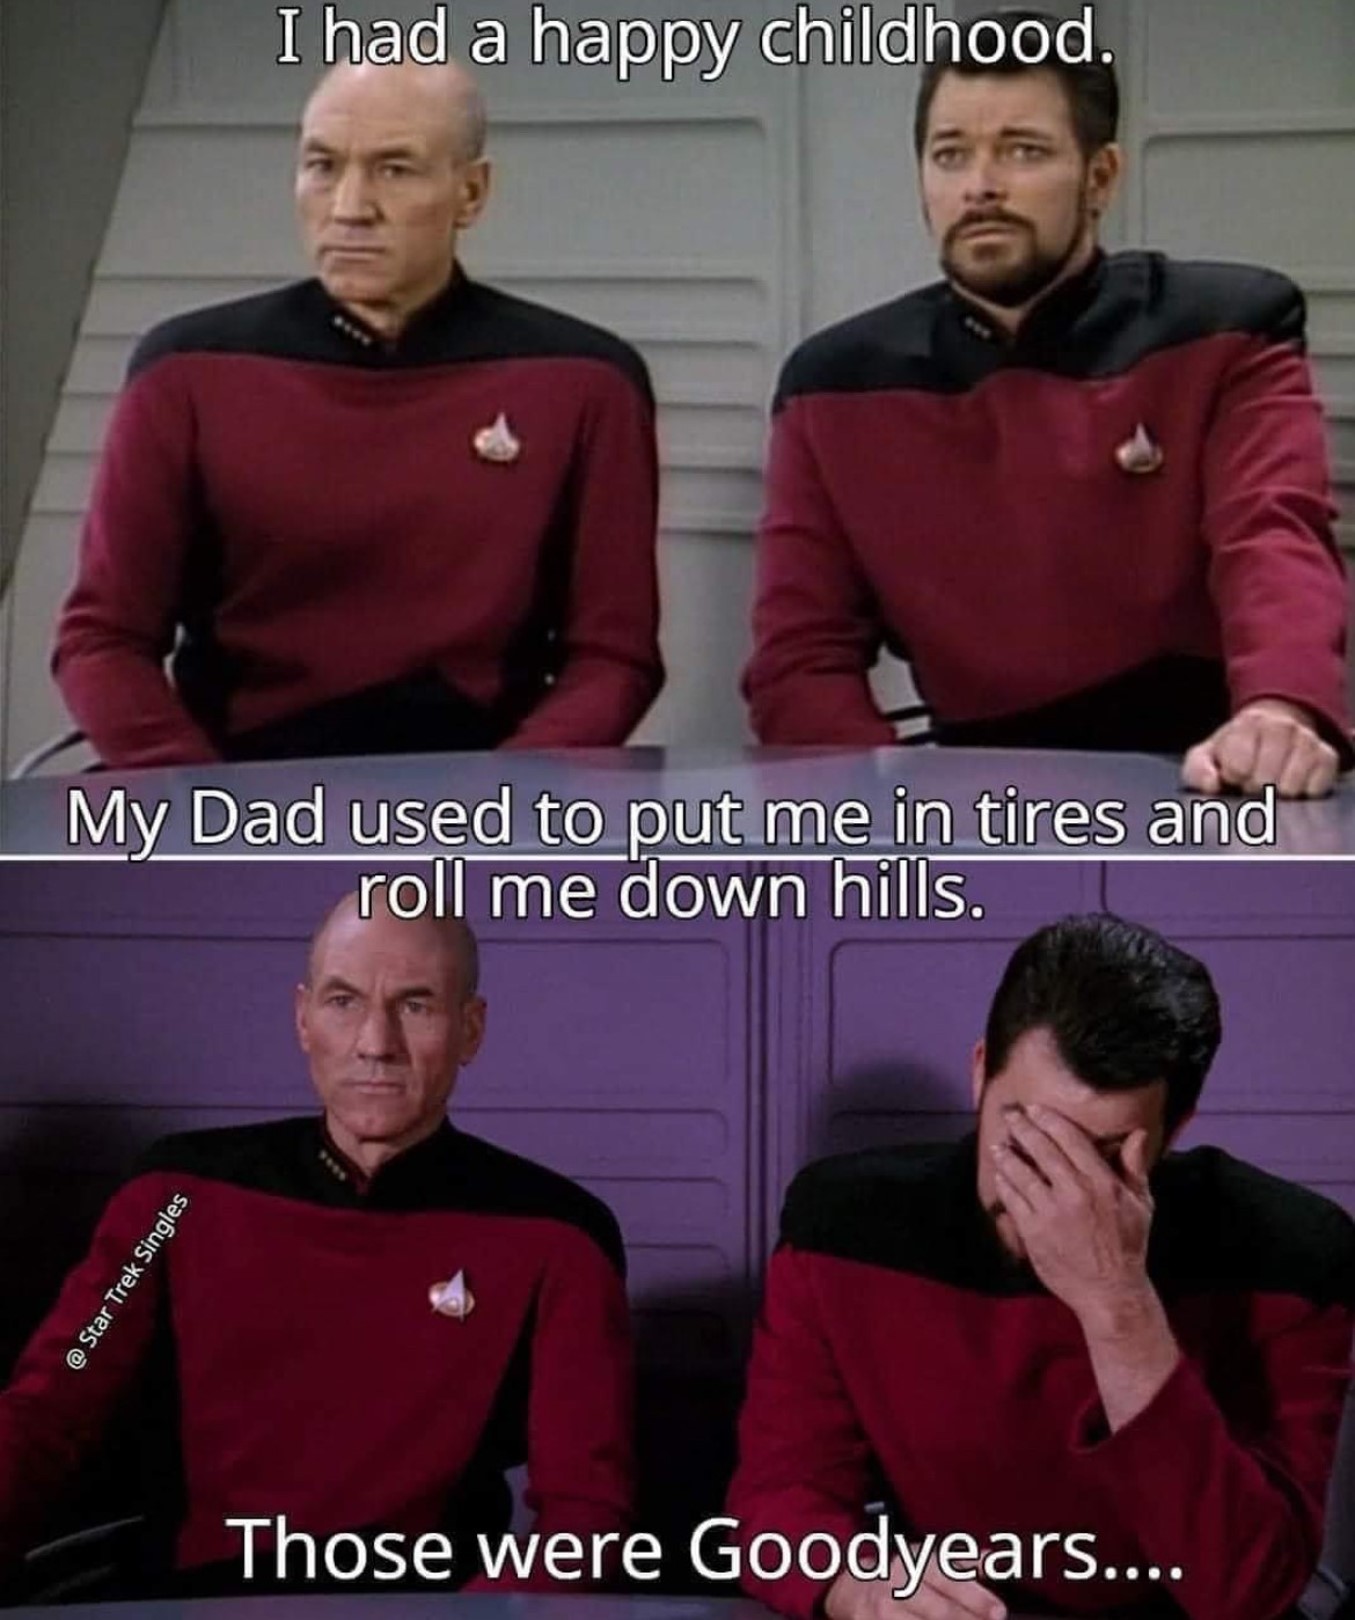 I had a happy childhood.
My Dad used to put me in tires and
roll me down hills.
@ Star Trek Singles
Those were Goodyears....